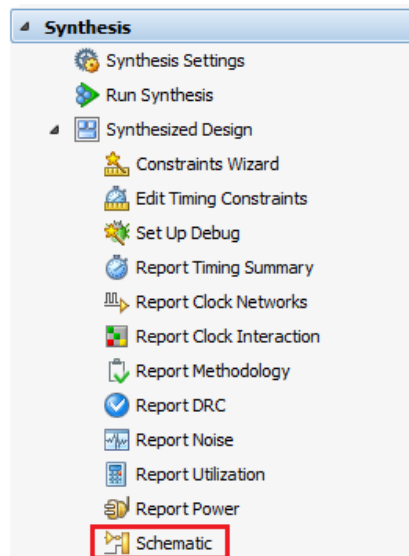 Synthesis
Synthesis Settings
Run Synthesis
Synthesized Design
Constraints Wizard
Edit Timing Constraints
Set Up Debug
Report Timing Summary
Report Clock Networks
Report Clock Interaction
Report Methodology
Report DRC
Report Noise
Report Utilization
Report Power
Schematic